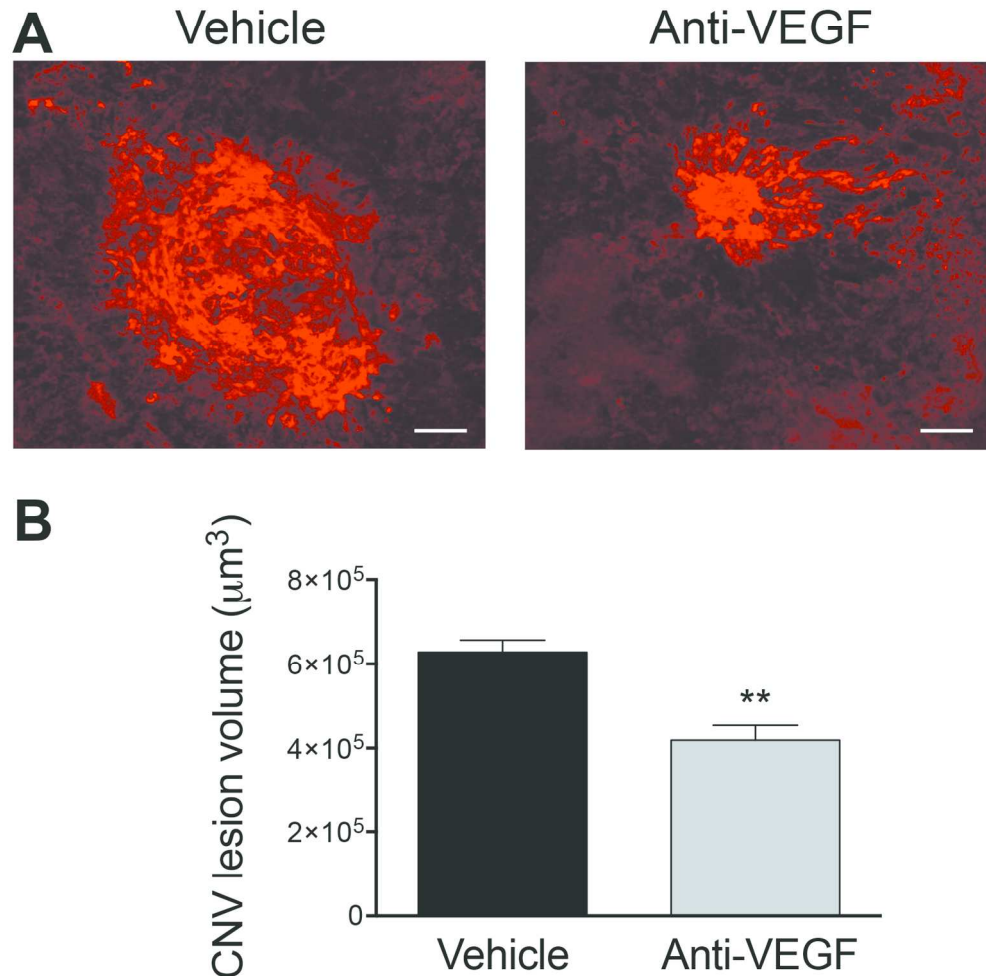 A
Vehicle
Anti-VEGF
B
CNV lesion volume (μm³)
8×10⁵
6×10⁵
4×10⁵
2×10⁵
0
**
Vehicle
Anti-VEGF